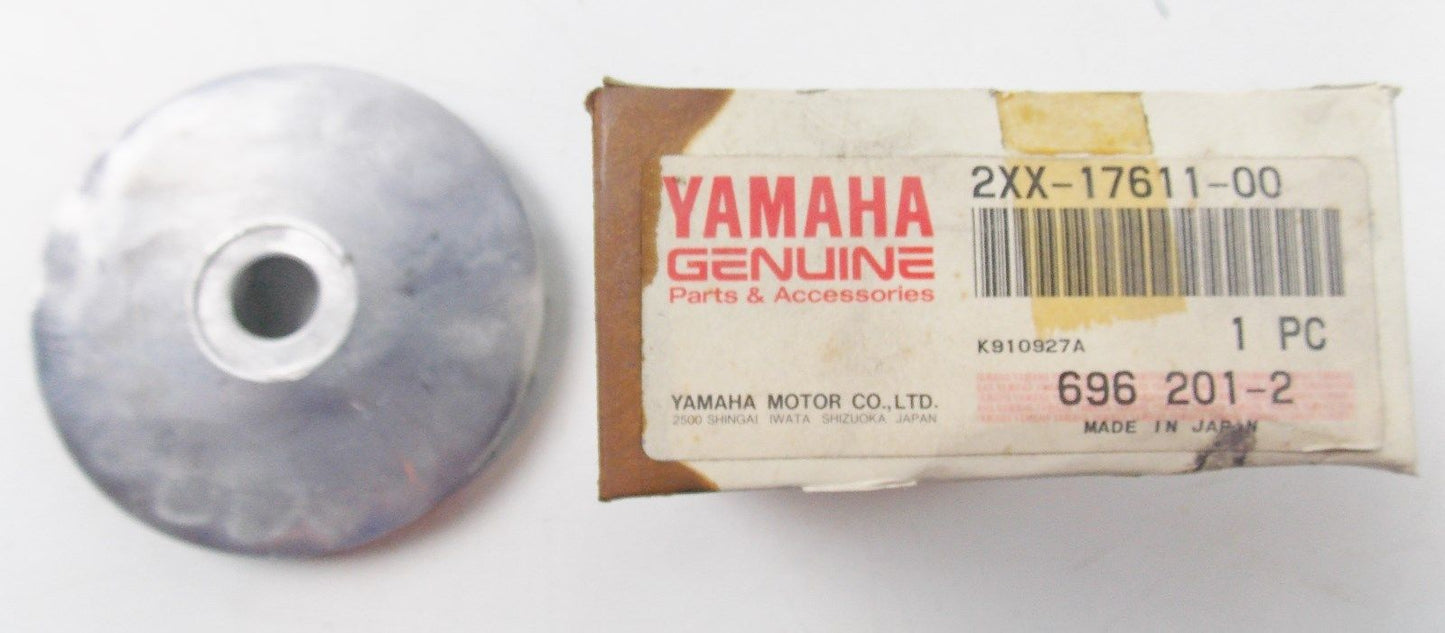 YAMAHA
GENUINE
Parts & Accessories
YAMAHA MOTOR CO.,LTD.
2500 SHINGAI IWATA SHIZUOKA JAPAN
2XX-17611-00
K910927A
1 PC
696 201-2
MADE IN JAPAN